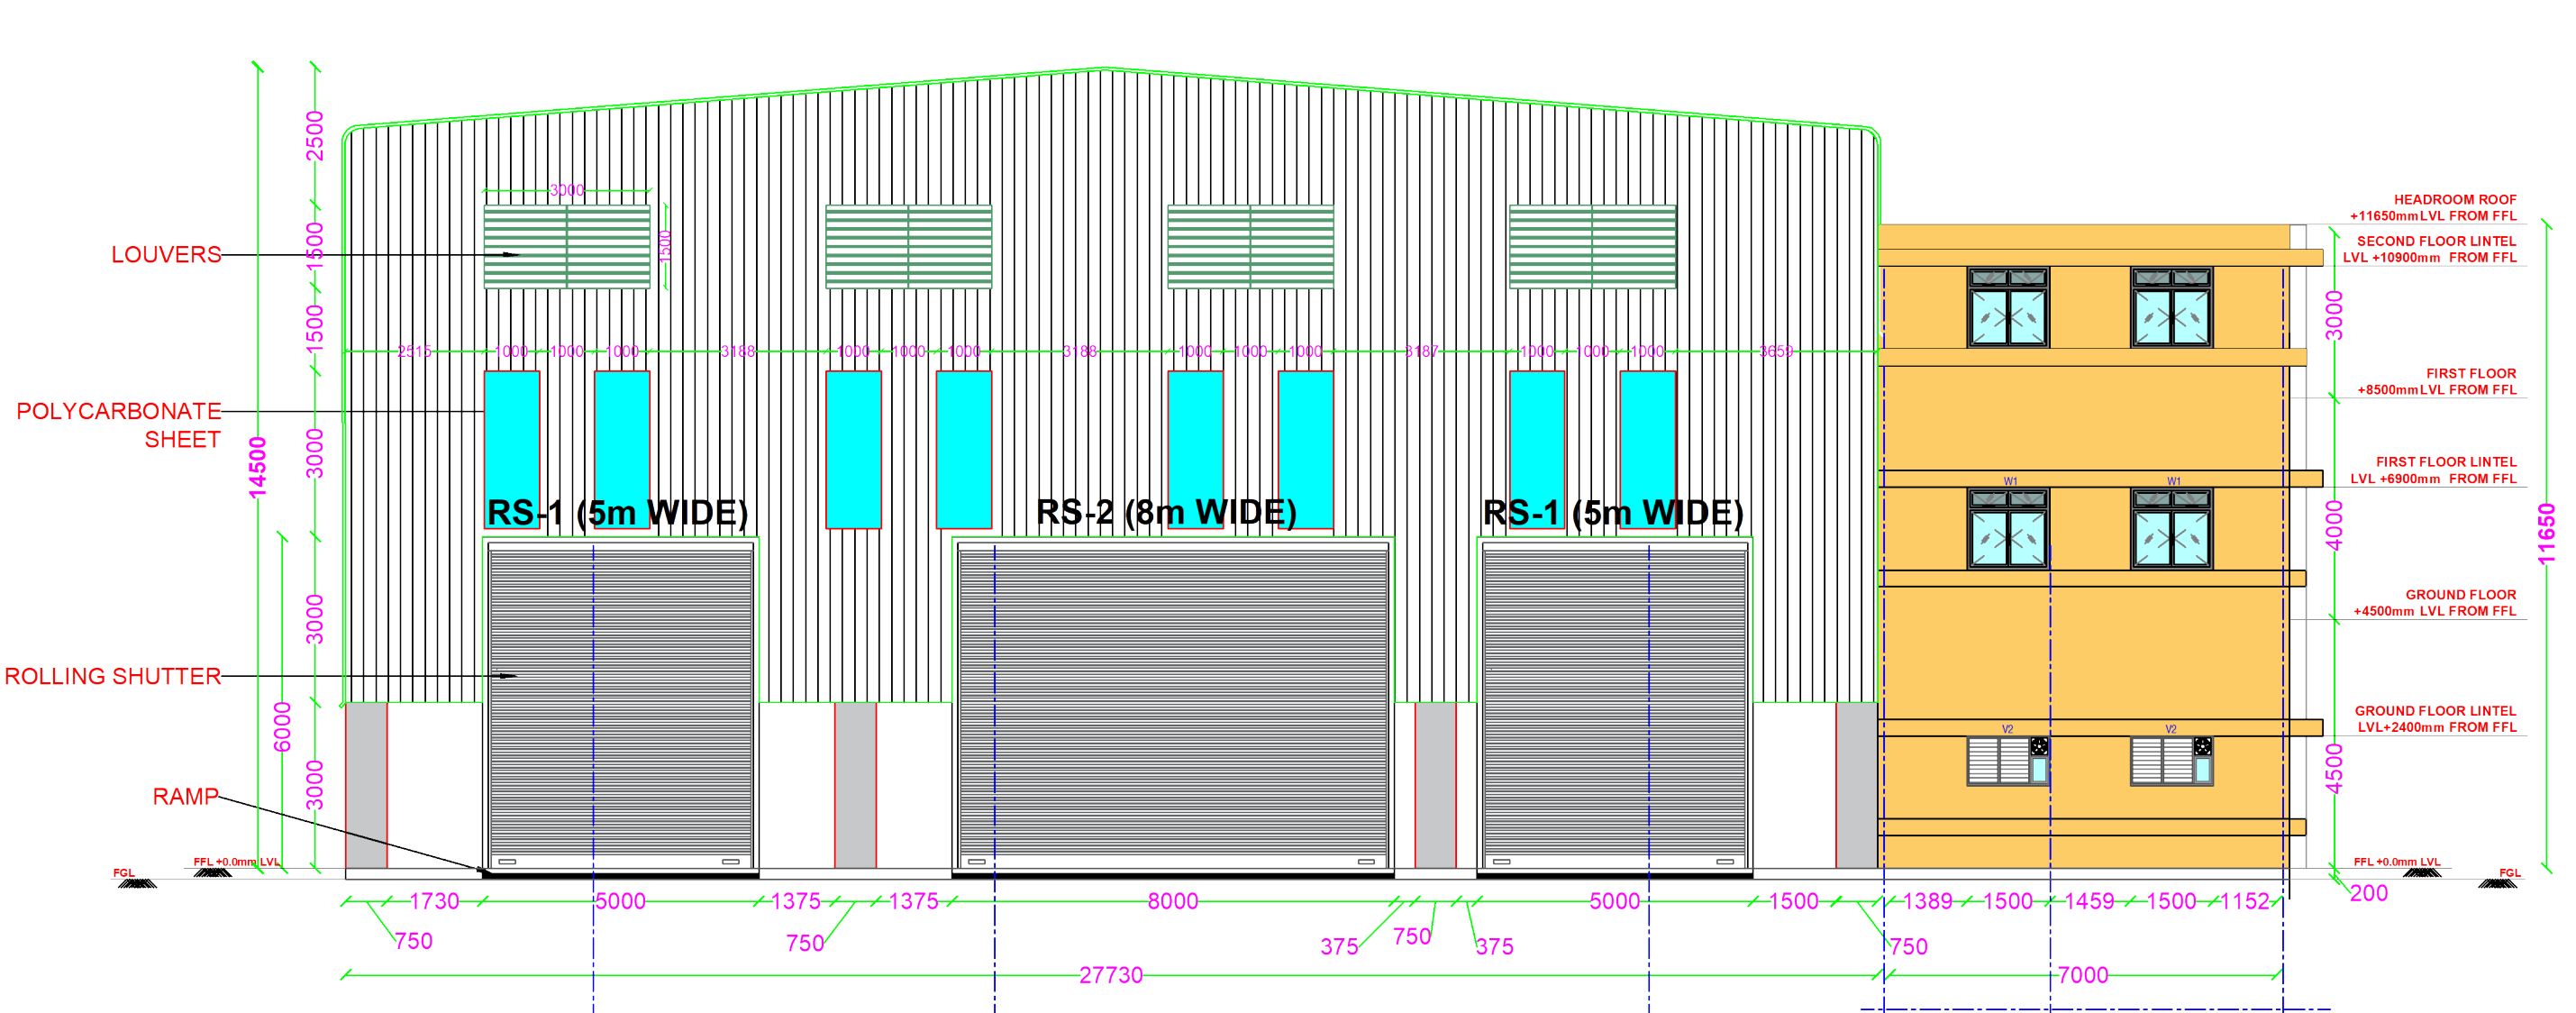 2500
3000
HEADROOM ROOF
+11650mm LVL FROM FFL
SECOND FLOOR LINTEL
LVL +10900mm FROM FFL
LOUVERS
1500
1500
3000
1500
2515
1000
1000
1000
3188
1000
1000
1000
3188
1000
1000
1000
3187
1000
1000
1000
3659
FIRST FLOOR
+8500mm LVL FROM FFL
POLYCARBONATE
SHEET
14500
3000
FIRST FLOOR LINTEL
LVL +6900mm FROM FFL
W1
W1
RS-1 (5m WIDE)
RS-2 (8m WIDE)
RS-1 (5m WIDE)
4000
11650
GROUND FLOOR
+4500mm LVL FROM FFL
3000
ROLLING SHUTTER
6000
GROUND FLOOR LINTEL
LVL+2400mm FROM FFL
V2
V2
4500
3000
RAMP
FFL +0.0mm LVL
FGL
FFL +0.0mm LVL
FGL
200
1730
5000
1375
1375
8000
5000
1500
1389
1500
1459
1500
1152
750
750
375
750
375
750
27730
7000